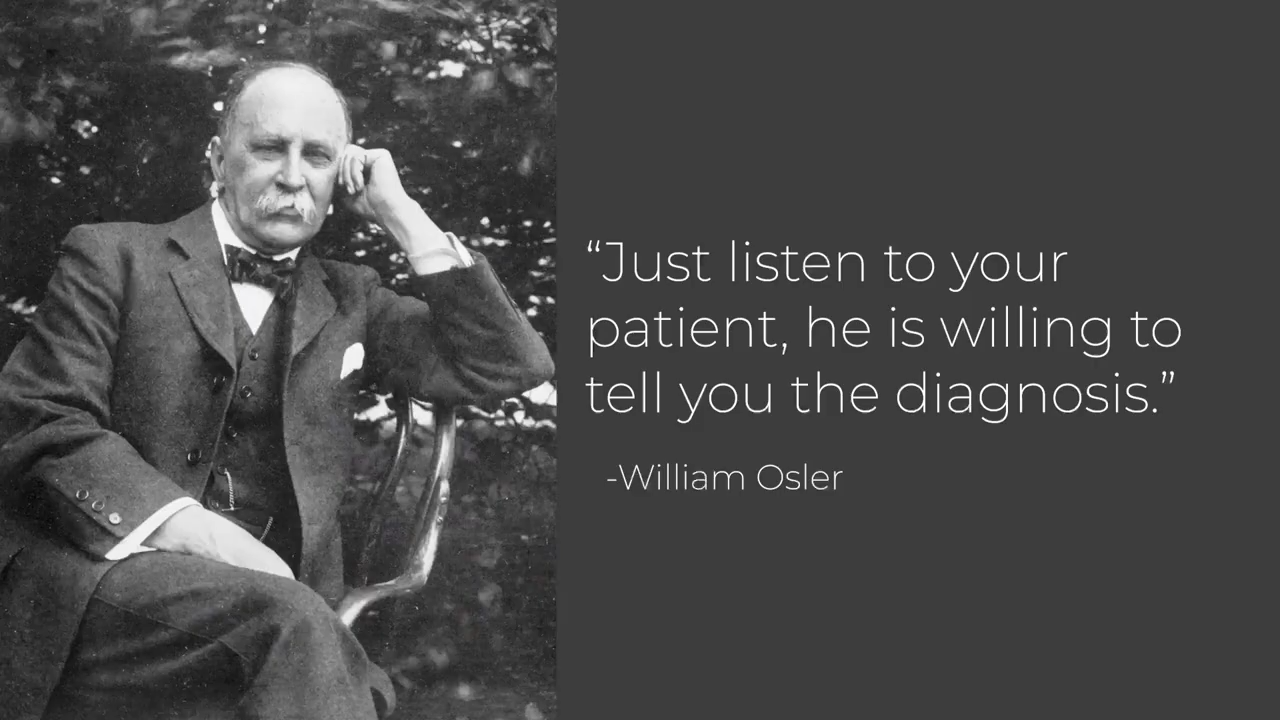 “Just listen to your
patient, he is willing to
tell you the diagnosis.”
-William Osler